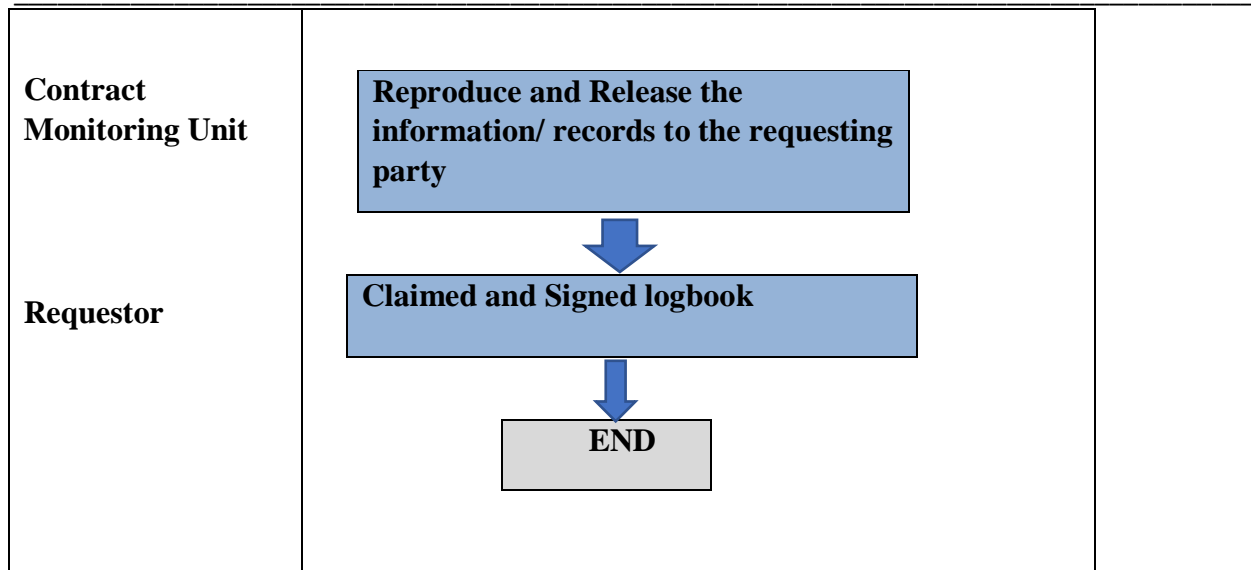 Contract
Monitoring Unit
Reproduce and Release the
information/ records to the requesting
party
Requestor
Claimed and Signed logbook
END